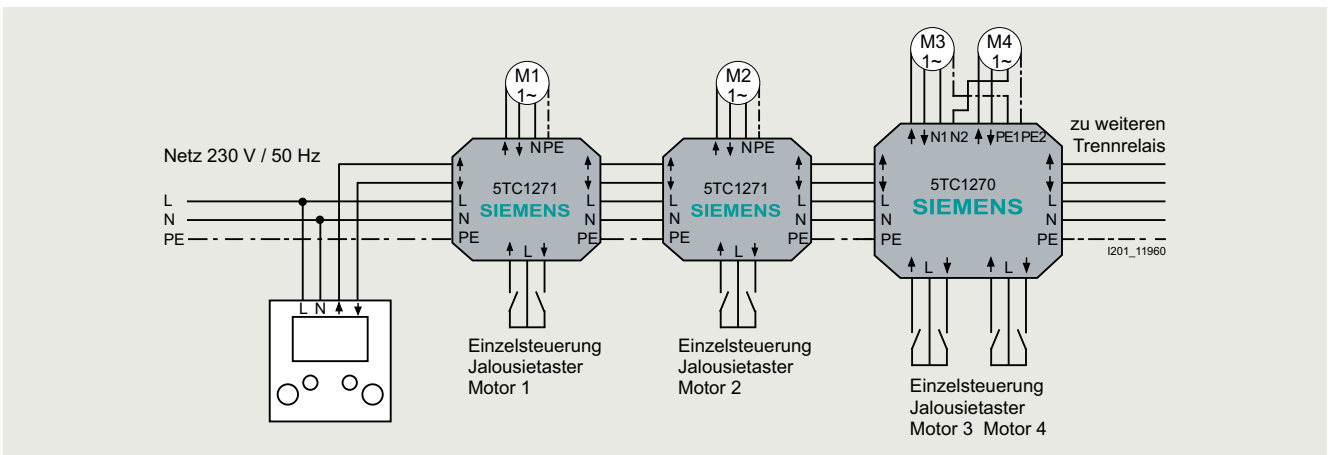 M1
1~
M2
1~
M3
1~
M4
1~
N PE
N PE
N1 N2 PE1 PE2
zu weiteren
Trennrelais
Netz 230 V / 50 Hz
L
N
PE
5TC1271
SIEMENS
L
N
PE
L
N
PE
L
5TC1271
SIEMENS
L
N
PE
L
N
PE
L
5TC1270
SIEMENS
L
N
PE
L
N
PE
L
L
I201_11960
L N
Einzelsteuerung
Jalousietaster
Motor 1
Einzelsteuerung
Jalousietaster
Motor 2
Einzelsteuerung
Jalousietaster
Motor 3 Motor 4